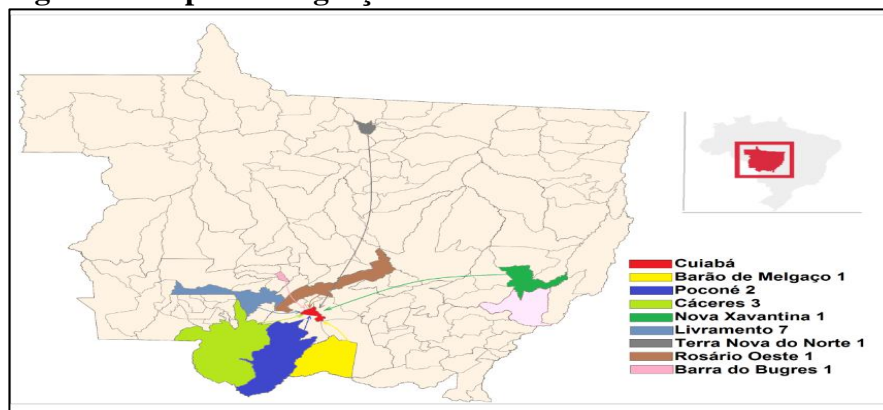 Cuiabá
Barão de Melgaço 1
Poconé 2
Cáceres 3
Nova Xavantina 1
Livramento 7
Terra Nova do Norte 1
Rosário Oeste 1
Barra do Bugres 1